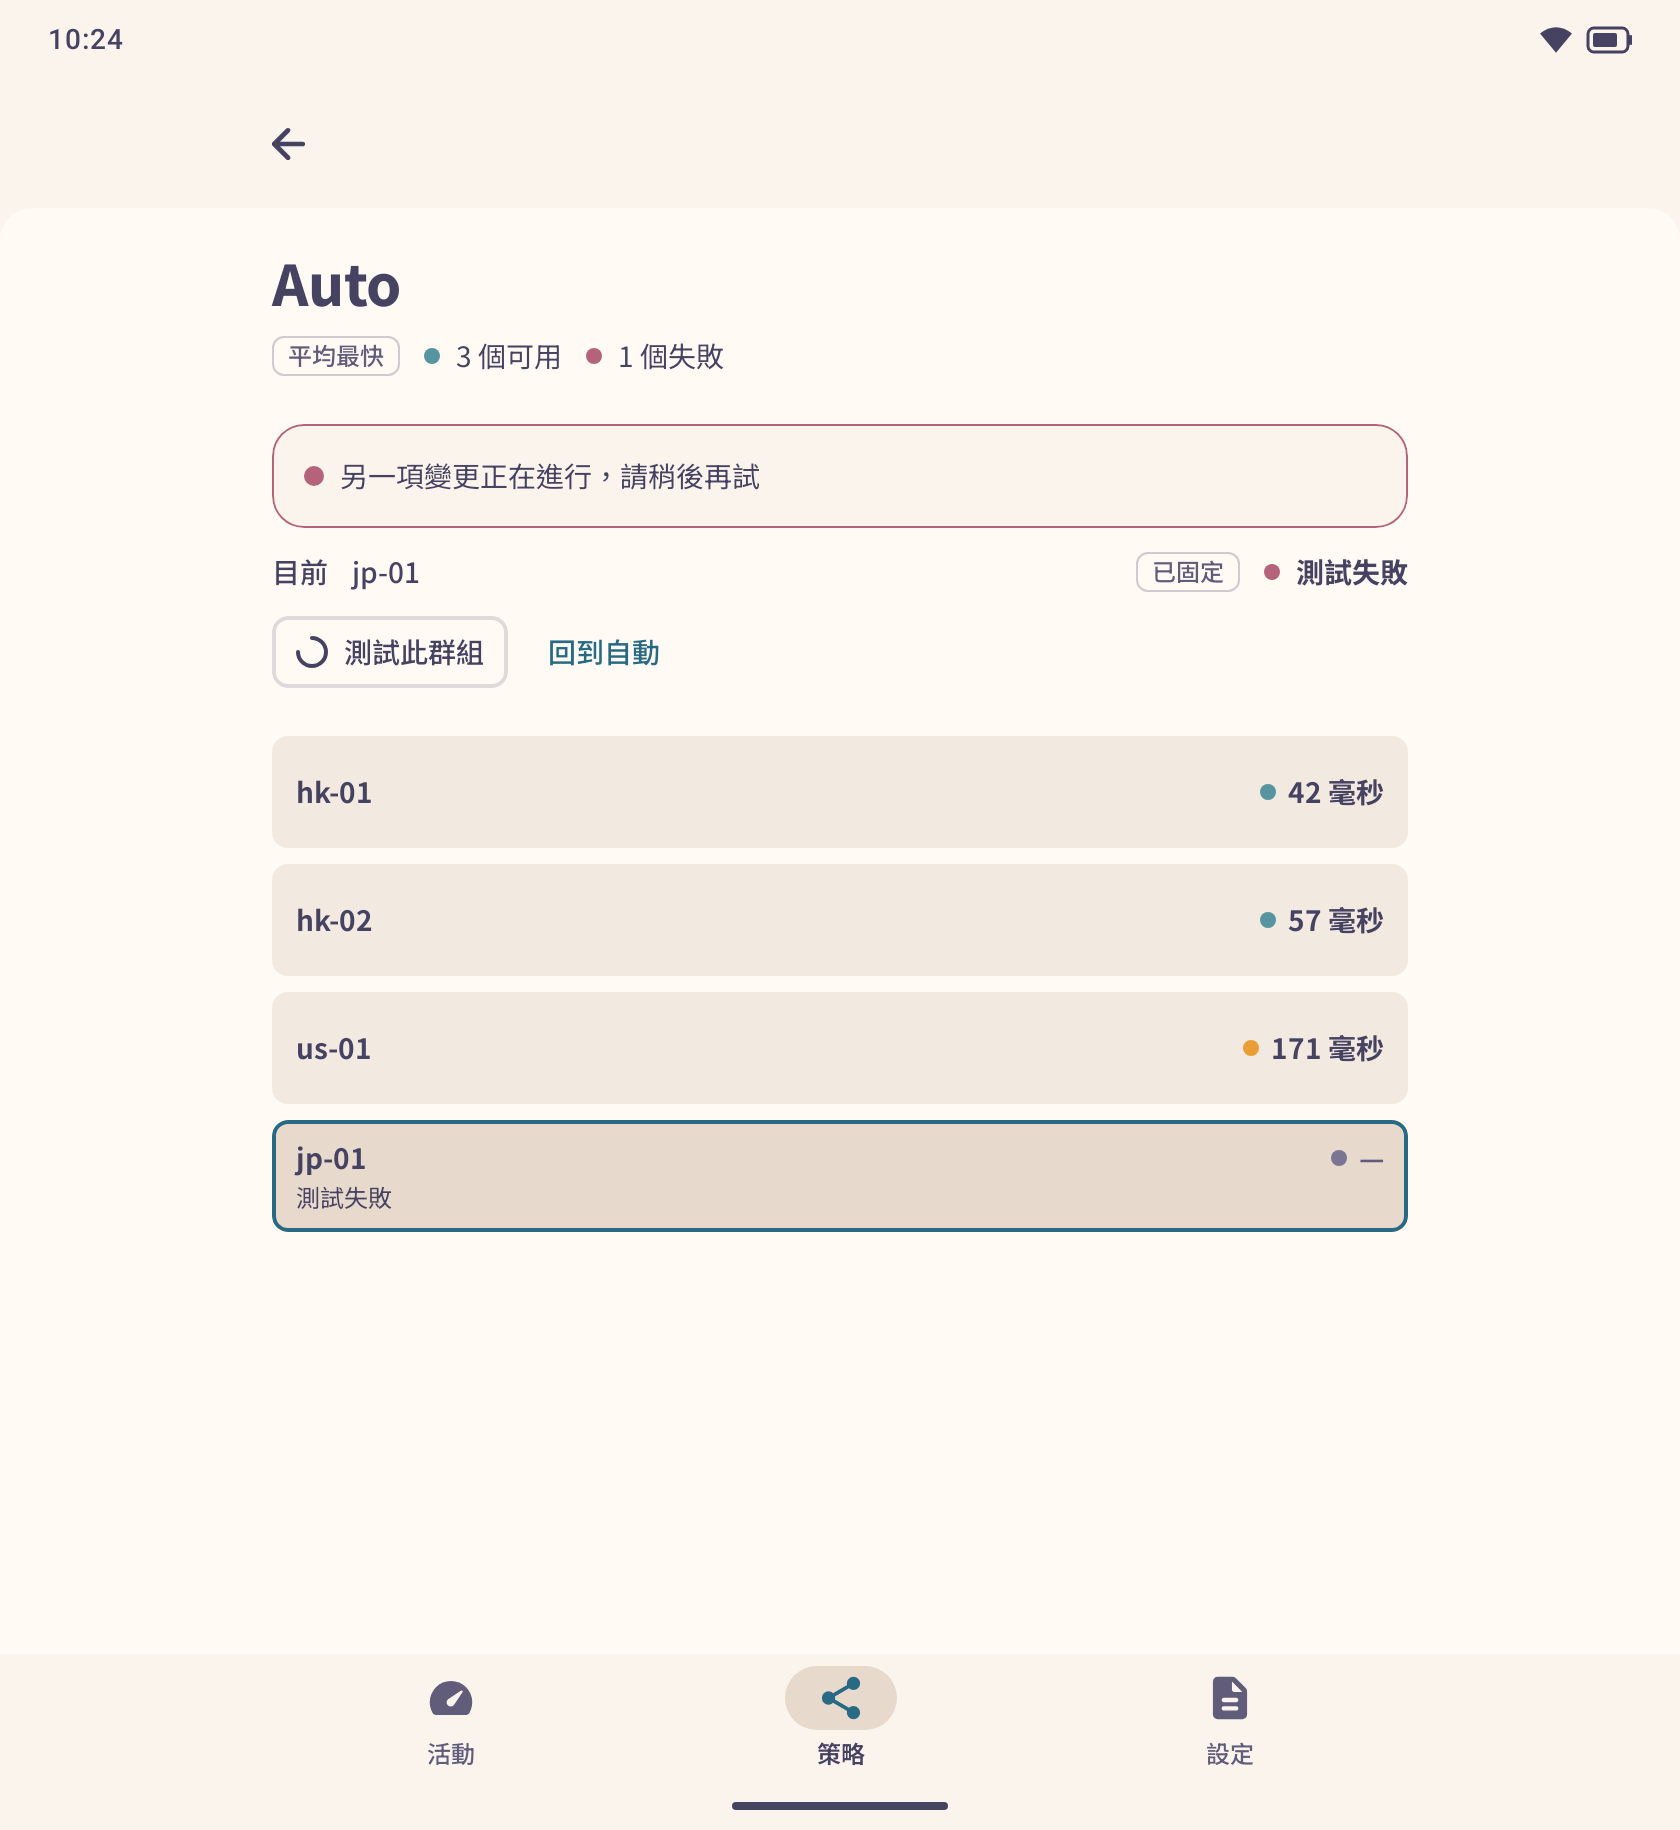 10:24
Auto
平均最快 3 個可用 1 個失敗
另一項變更正在進行，請稍後再試
目前 jp-01 已固定 測試失敗
測試此群組 回到自動
hk-01 42 毫秒
hk-02 57 毫秒
us-01 171 毫秒
jp-01 —
測試失敗
活動 策略 設定